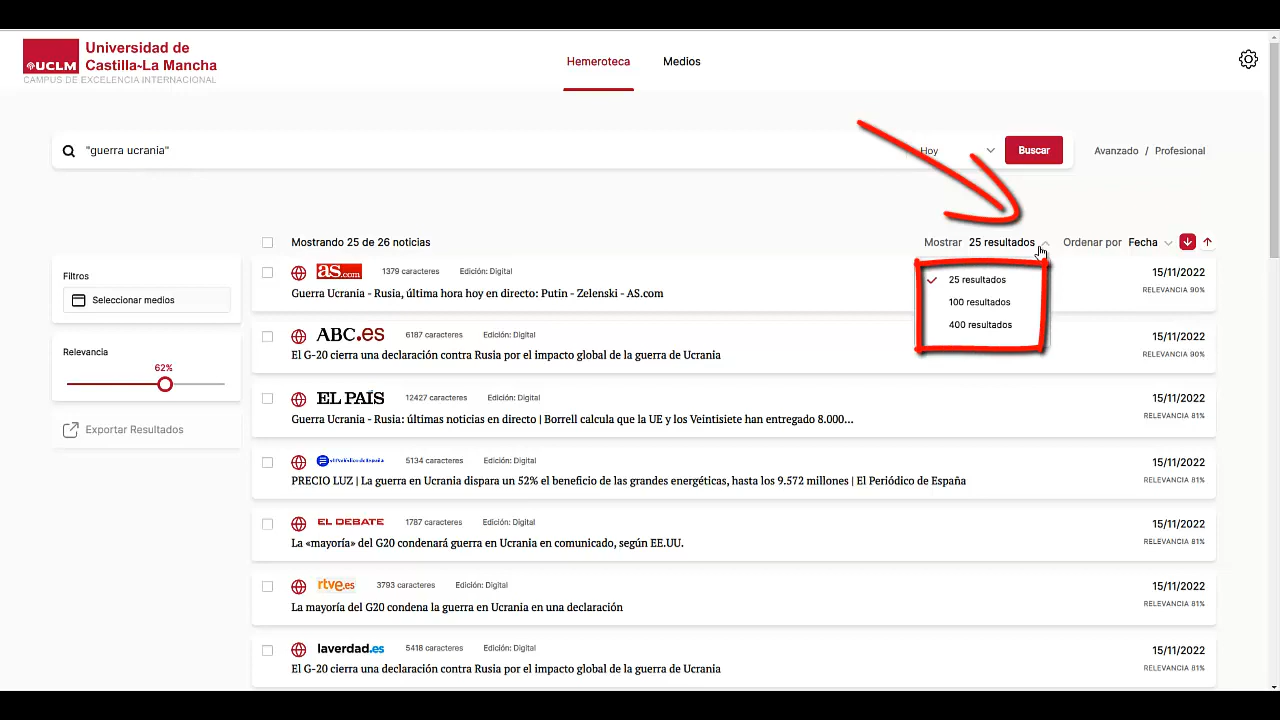 UCLM
Universidad de
Castilla~La Mancha
CAMPUS DE EXCELENCIA INTERNACIONAL
Hemeroteca
Medios
"guerra ucrania"
Hoy
Buscar
Avanzado / Profesional
Mostrando 25 de 26 noticias
Mostrar 25 resultados
Ordenar por Fecha
25 resultados
100 resultados
400 resultados
Filtros
Seleccionar medios
Relevancia
62%
Exportar Resultados
as.com 1379 caracteres Edición: Digital 15/11/2022
Guerra Ucrania - Rusia, última hora hoy en directo: Putin - Zelenski - AS.com
RELEVANCIA 90%
ABC.es 6187 caracteres Edición: Digital 15/11/2022
El G-20 cierra una declaración contra Rusia por el impacto global de la guerra de Ucrania
RELEVANCIA 90%
EL PAÍS 12427 caracteres Edición: Digital 15/11/2022
Guerra Ucrania - Rusia: últimas noticias en directo | Borrell calcula que la UE y los Veintisiete han entregado 8.000...
RELEVANCIA 81%
el Periódico de España 5134 caracteres Edición: Digital 15/11/2022
PRECIO LUZ | La guerra en Ucrania dispara un 52% el beneficio de las grandes energéticas, hasta los 9.572 millones | El Periódico de España
RELEVANCIA 81%
EL DEBATE 1787 caracteres Edición: Digital 15/11/2022
La «mayoría» del G20 condenará guerra en Ucrania en comunicado, según EE.UU.
RELEVANCIA 81%
rtve.es 3793 caracteres Edición: Digital 15/11/2022
La mayoría del G20 condena la guerra en Ucrania en una declaración
RELEVANCIA 81%
laverdad.es 5418 caracteres Edición: Digital 15/11/2022
El G-20 cierra una declaración contra Rusia por el impacto global de la guerra de Ucrania
RELEVANCIA 81%